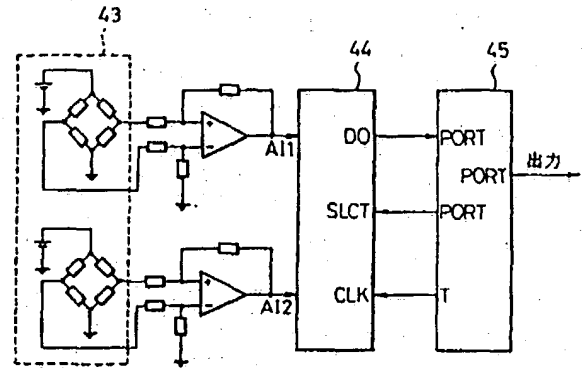 43
44
45
AI1
DO
PORT
PORT
出力
SLCT
PORT
AI2
CLK
T